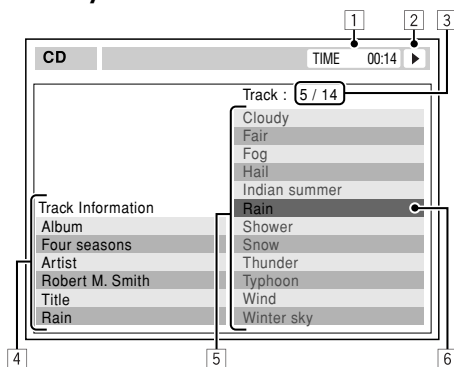 1 2 3
CD TIME 00:14
Track : 5 / 14
Cloudy
Fair
Fog
Hail
Indian summer
Rain
Shower
Snow
Thunder
Typhoon
Wind
Winter sky
Track Information
Album
Four seasons
Artist
Robert M. Smith
Title
Rain
4 5 6